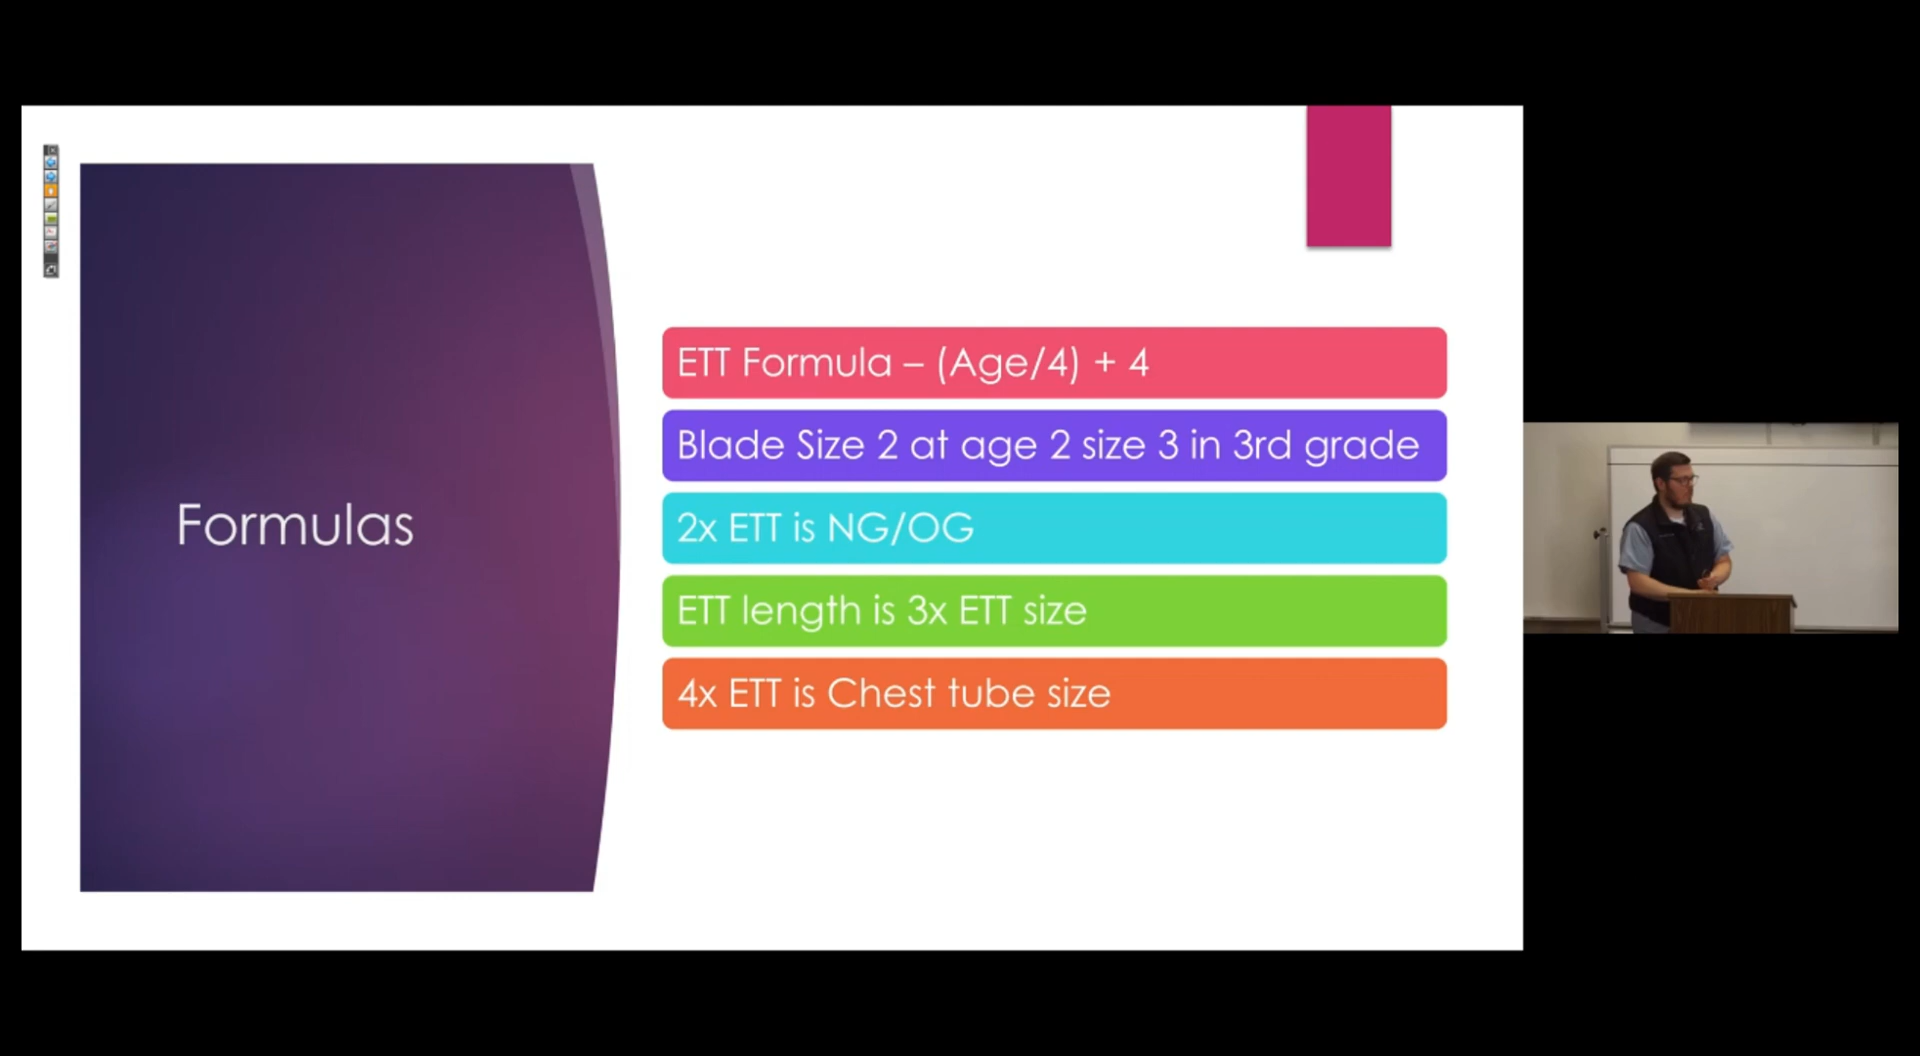 Formulas
ETT Formula – (Age/4) + 4
Blade Size 2 at age 2 size 3 in 3rd grade
2x ETT is NG/OG
ETT length is 3x ETT size
4x ETT is Chest tube size